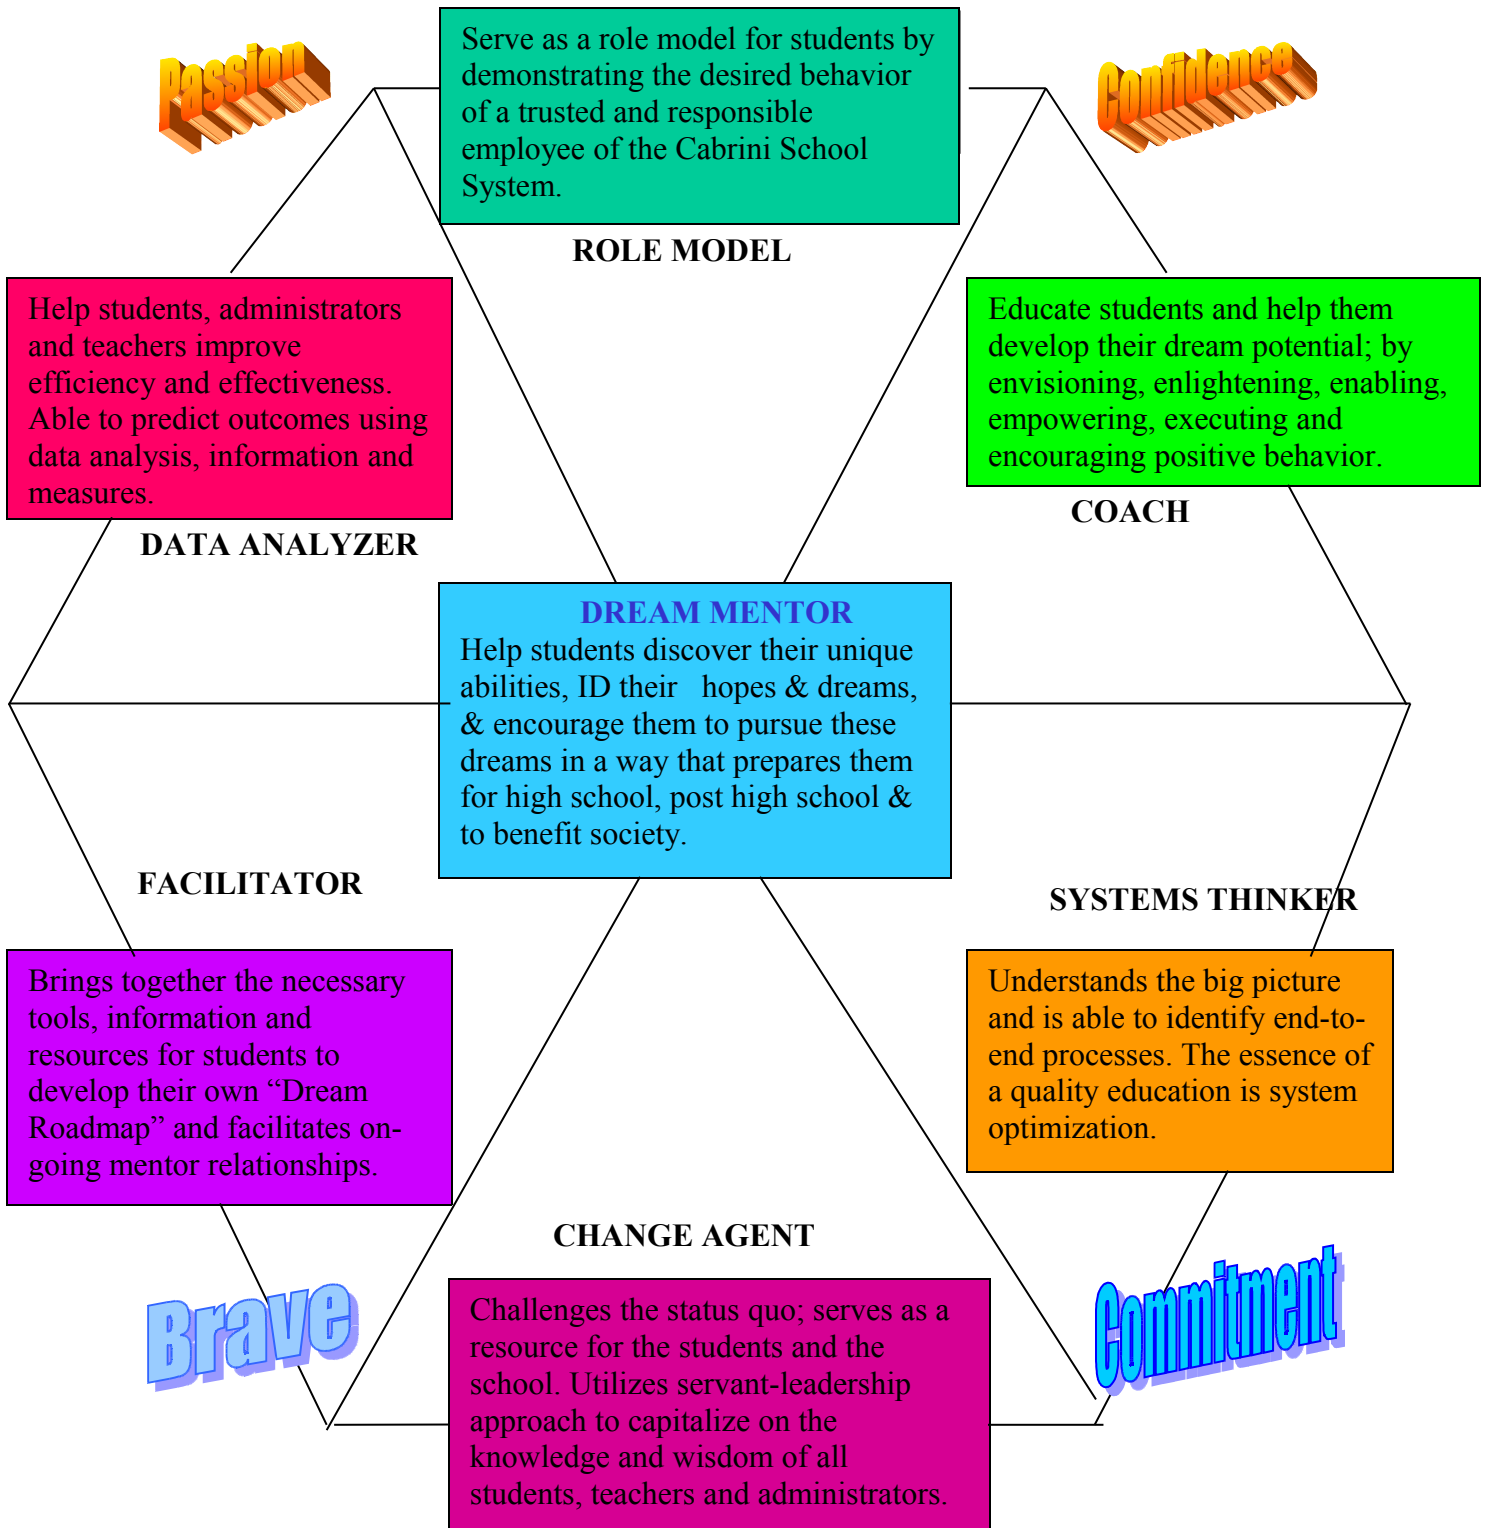 Passion
Confidence
Serve as a role model for students by
demonstrating the desired behavior
of a trusted and responsible
employee of the Cabrini School
System.
ROLE MODEL
Help students, administrators
and teachers improve
efficiency and effectiveness.
Able to predict outcomes using
data analysis, information and
measures.
DATA ANALYZER
Educate students and help them
develop their dream potential; by
envisioning, enlightening, enabling,
empowering, executing and
encouraging positive behavior.
COACH
DREAM MENTOR
Help students discover their unique
abilities, ID their   hopes & dreams,
& encourage them to pursue these
dreams in a way that prepares them
for high school, post high school &
to benefit society.
FACILITATOR
Brings together the necessary
tools, information and
resources for students to
develop their own “Dream
Roadmap” and facilitates on-
going mentor relationships.
SYSTEMS THINKER
Understands the big picture
and is able to identify end-to-
end processes. The essence of
a quality education is system
optimization.
CHANGE AGENT
Challenges the status quo; serves as a
resource for the students and the
school. Utilizes servant-leadership
approach to capitalize on the
knowledge and wisdom of all
students, teachers and administrators.
Brave
Commitment